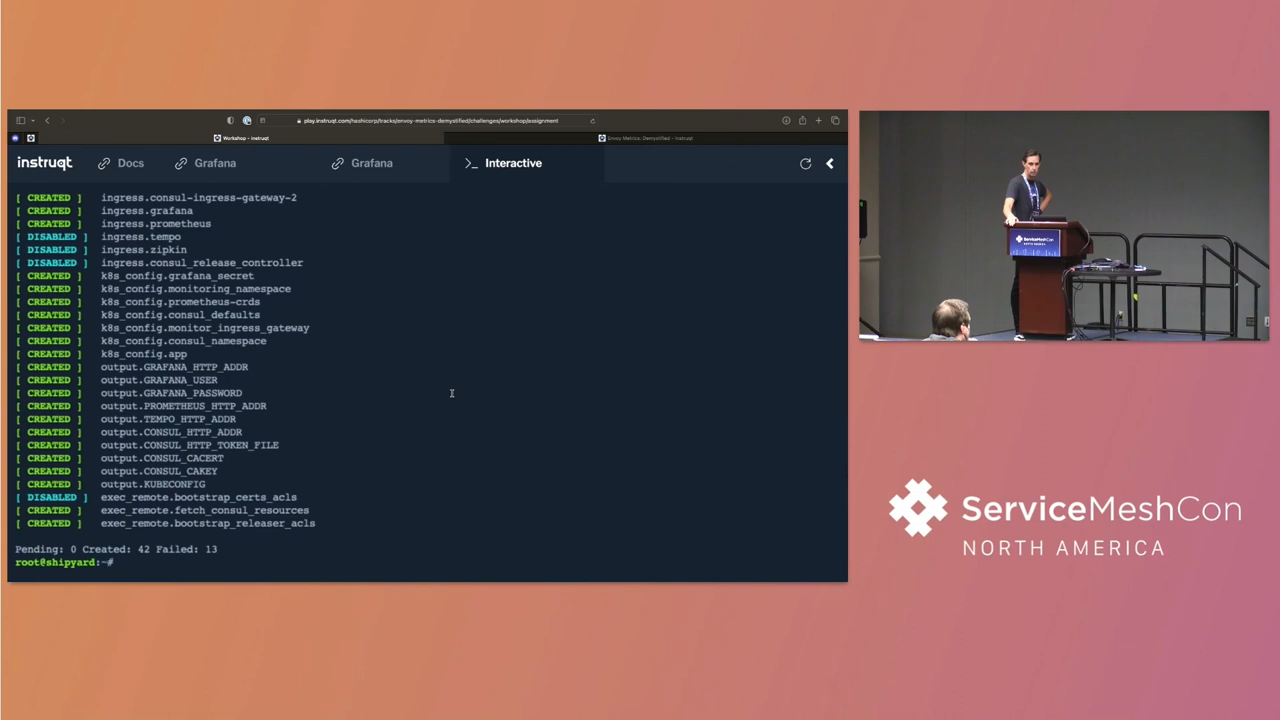 play.instruqt.com/hashicorp/tracks/envoy-metrics-demystified/challenges/workshop/assignment
Workshop - instruqt
Envoy Metrics: Demystified - instruqt
instruqt Docs Grafana Grafana >_ Interactive
[ CREATED ] ingress.consul-ingress-gateway-2
[ CREATED ] ingress.grafana
[ CREATED ] ingress.prometheus
[ DISABLED ] ingress.tempo
[ DISABLED ] ingress.zipkin
[ DISABLED ] ingress.consul_release_controller
[ CREATED ] k8s_config.grafana_secret
[ CREATED ] k8s_config.monitoring_namespace
[ CREATED ] k8s_config.prometheus-crds
[ CREATED ] k8s_config.consul_defaults
[ CREATED ] k8s_config.monitor_ingress_gateway
[ CREATED ] k8s_config.consul_namespace
[ CREATED ] k8s_config.app
[ CREATED ] output.GRAFANA_HTTP_ADDR
[ CREATED ] output.GRAFANA_USER
[ CREATED ] output.GRAFANA_PASSWORD
[ CREATED ] output.PROMETHEUS_HTTP_ADDR
[ CREATED ] output.TEMPO_HTTP_ADDR
[ CREATED ] output.CONSUL_HTTP_ADDR
[ CREATED ] output.CONSUL_HTTP_TOKEN_FILE
[ CREATED ] output.CONSUL_CACERT
[ CREATED ] output.CONSUL_CAKEY
[ CREATED ] output.KUBECONFIG
[ DISABLED ] exec_remote.bootstrap_certs_acls
[ CREATED ] exec_remote.fetch_consul_resources
[ CREATED ] exec_remote.bootstrap_releaser_acls
Pending: 0 Created: 42 Failed: 13
root@shipyard:~#
ServiceMeshCon
NORTH AMERICA
ServiceMeshCon
NORTH AMERICA